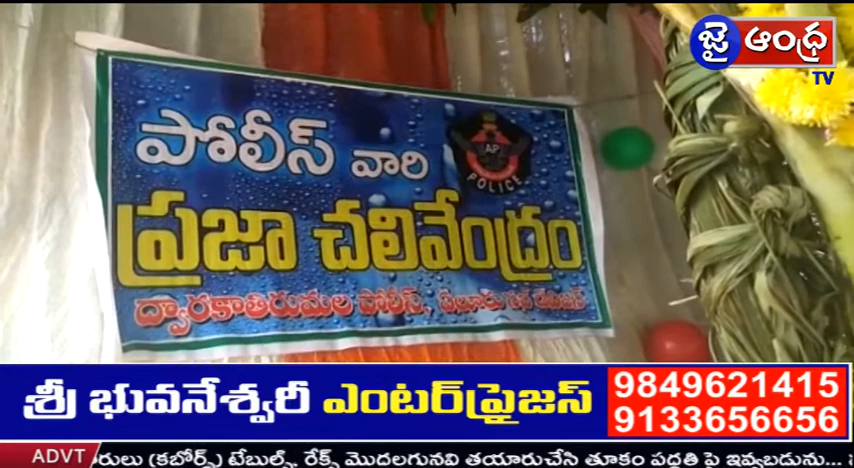 జై ఆంధ్ర
TV
పోలీస్ వారి
AP
POLICE
ప్రజా చలివేంద్రం
ద్వారకాతిరుమల పోలీస్,
శ్రీ భువనేశ్వరీ ఎంటర్‌ప్రైజస్
9849621415
9133656656
ADVT రులు (కబోర్డ్స్) టేబుల్స్, రేక్స్ మొదలగునవి తయారుచేసి తూకం పద్దతి పై ఇవ్వబడును...